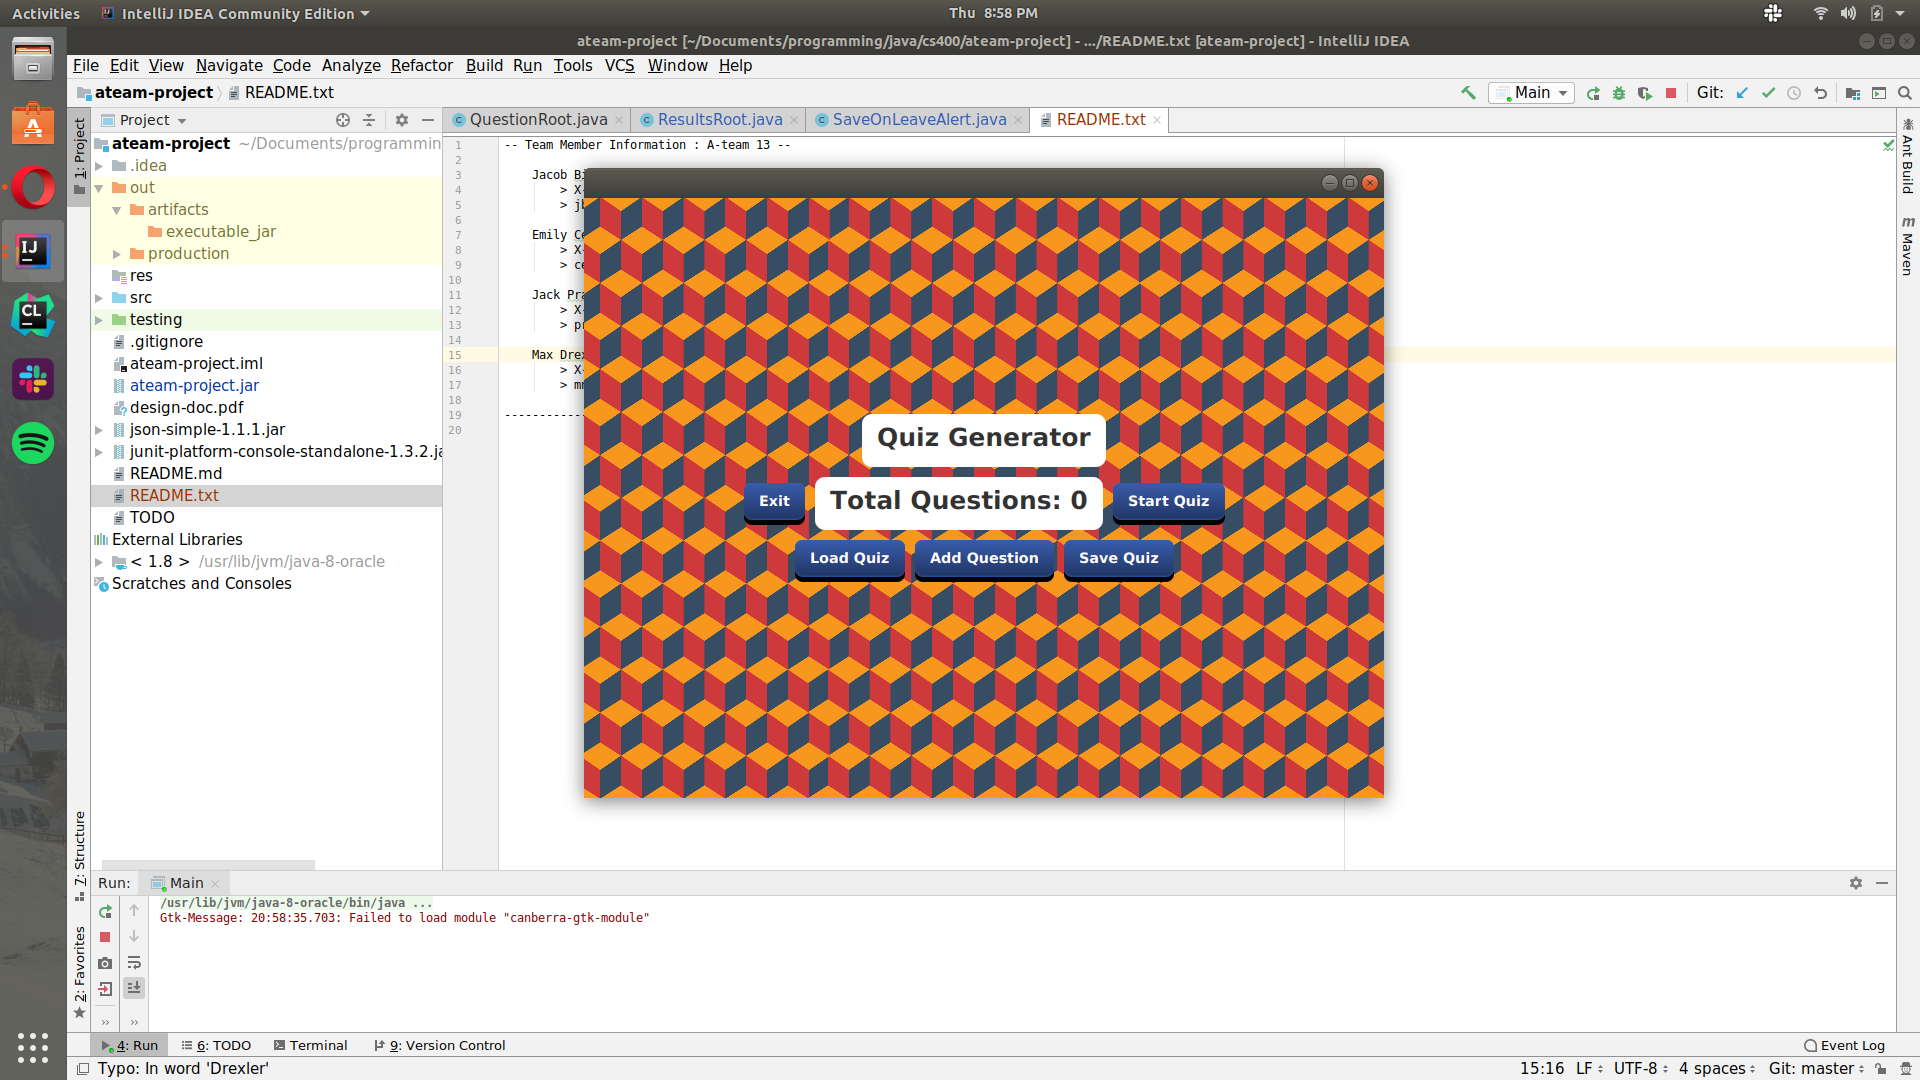 Activities
IntelliJ IDEA Community Edition
Thu 8:58 PM
ateam-project [~/Documents/programming/java/cs400/ateam-project] - .../README.txt [ateam-project] - IntelliJ IDEA
File Edit View Navigate Code Analyze Refactor Build Run Tools VCS Window Help
ateam-project README.txt
Main
Git:
1: Project
Project
QuestionRoot.java
ResultsRoot.java
SaveOnLeaveAlert.java
README.txt
ateam-project ~/Documents/programmin
.idea
out
artifacts
executable_jar
production
res
src
testing
.gitignore
ateam-project.iml
ateam-project.jar
design-doc.pdf
json-simple-1.1.1.jar
junit-platform-console-standalone-1.3.2.ja
README.md
README.txt
TODO
External Libraries
< 1.8 > /usr/lib/jvm/java-8-oracle
Scratches and Consoles
1 -- Team Member Information : A-team 13 --
2
3 Jacob Bi
4 > X-
5 > jb
6
7 Emily Ce
8 > X-
9 > ce
10
11 Jack Pra
12 > X-
13 > pr
14
15 Max Drex
16 > X-
17 > mn
18
19 ------------
20
Quiz Generator
Exit
Total Questions: 0
Start Quiz
Load Quiz
Add Question
Save Quiz
Ant Build
m Maven
7: Structure
2: Favorites
Run: Main
/usr/lib/jvm/java-8-oracle/bin/java ...
Gtk-Message: 20:58:35.703: Failed to load module "canberra-gtk-module"
4: Run
6: TODO
Terminal
9: Version Control
Event Log
Typo: In word 'Drexler'
15:16 LF UTF-8 4 spaces Git: master
IJ
CL